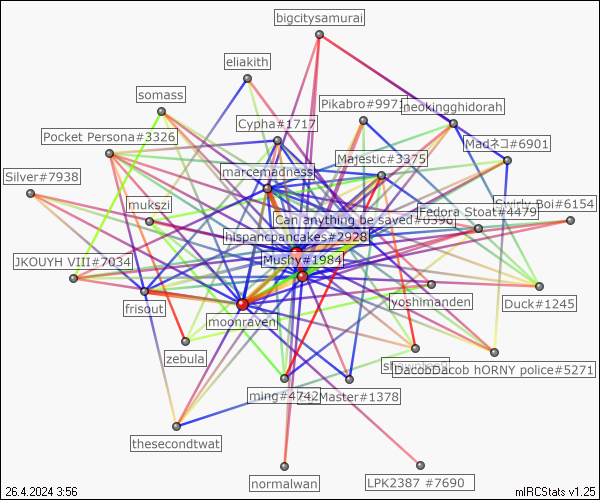 bigcitysamurai
eliakith
somass
Pikabro#9971
neokingghidorah
Cypha#1717
Pocket Persona#3326
Madネコ#6901
Majestic#3375
marcemadness
Silver#7938
mukszi
Swirly Boi#6154
Fedora Stoat#4479
Can anything be saved#0398
hispancpancakes#2928
Mushy#1984
JKOUYH VIII#7034
frisout
yoshimanden
Duck#1245
moonraven
zebula
DacobDacob hORNY police#5271
ming#4742
Master#1378
thesecondtwat
normalwan
LPK2387 #7690
26.4.2024 3:56
mIRCStats v1.25